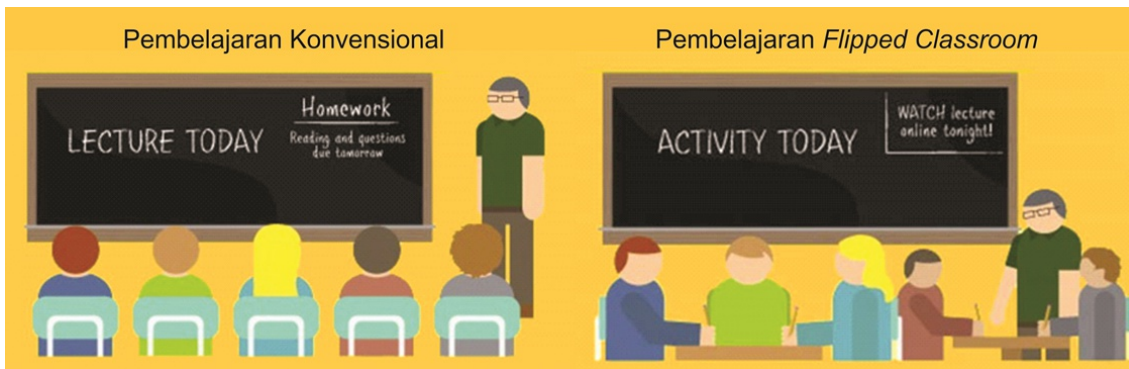 Pembelajaran Konvensional
LECTURE TODAY
Homework
Reading and questions
due tomorrow
Pembelajaran Flipped Classroom
ACTIVITY TODAY
WATCH lecture
online tonight!